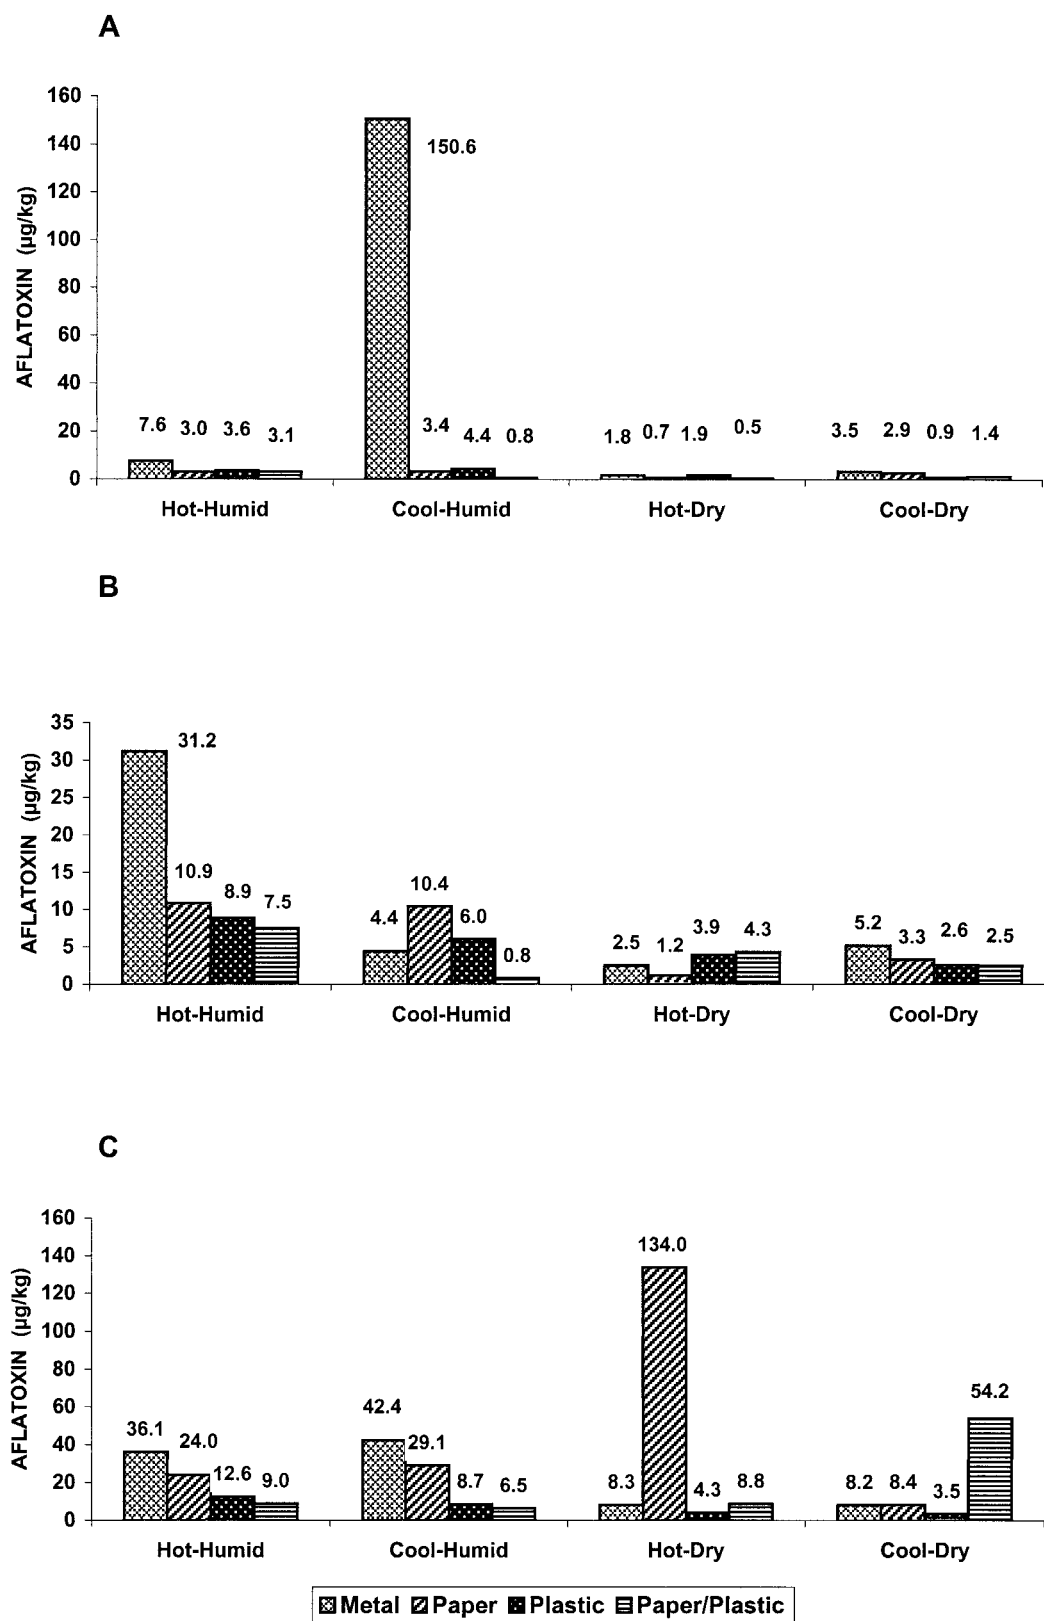 A
AFLATOXIN (µg/kg)
160
140
120
100
80
60
40
20
0
150.6
7.6 3.0 3.6 3.1 3.4 4.4 0.8 1.8 0.7 1.9 0.5 3.5 2.9 0.9 1.4
Hot-Humid Cool-Humid Hot-Dry Cool-Dry
B
AFLATOXIN (µg/kg)
35
30
25
20
15
10
5
0
31.2
10.9 8.9 7.5 4.4 10.4 6.0 0.8 2.5 1.2 3.9 4.3 5.2 3.3 2.6 2.5
Hot-Humid Cool-Humid Hot-Dry Cool-Dry
C
AFLATOXIN (µg/kg)
160
140
120
100
80
60
40
20
0
36.1 24.0 12.6 9.0 42.4 29.1 8.7 6.5 8.3 134.0 4.3 8.8 8.2 8.4 3.5 54.2
Hot-Humid Cool-Humid Hot-Dry Cool-Dry
Metal Paper Plastic Paper/Plastic